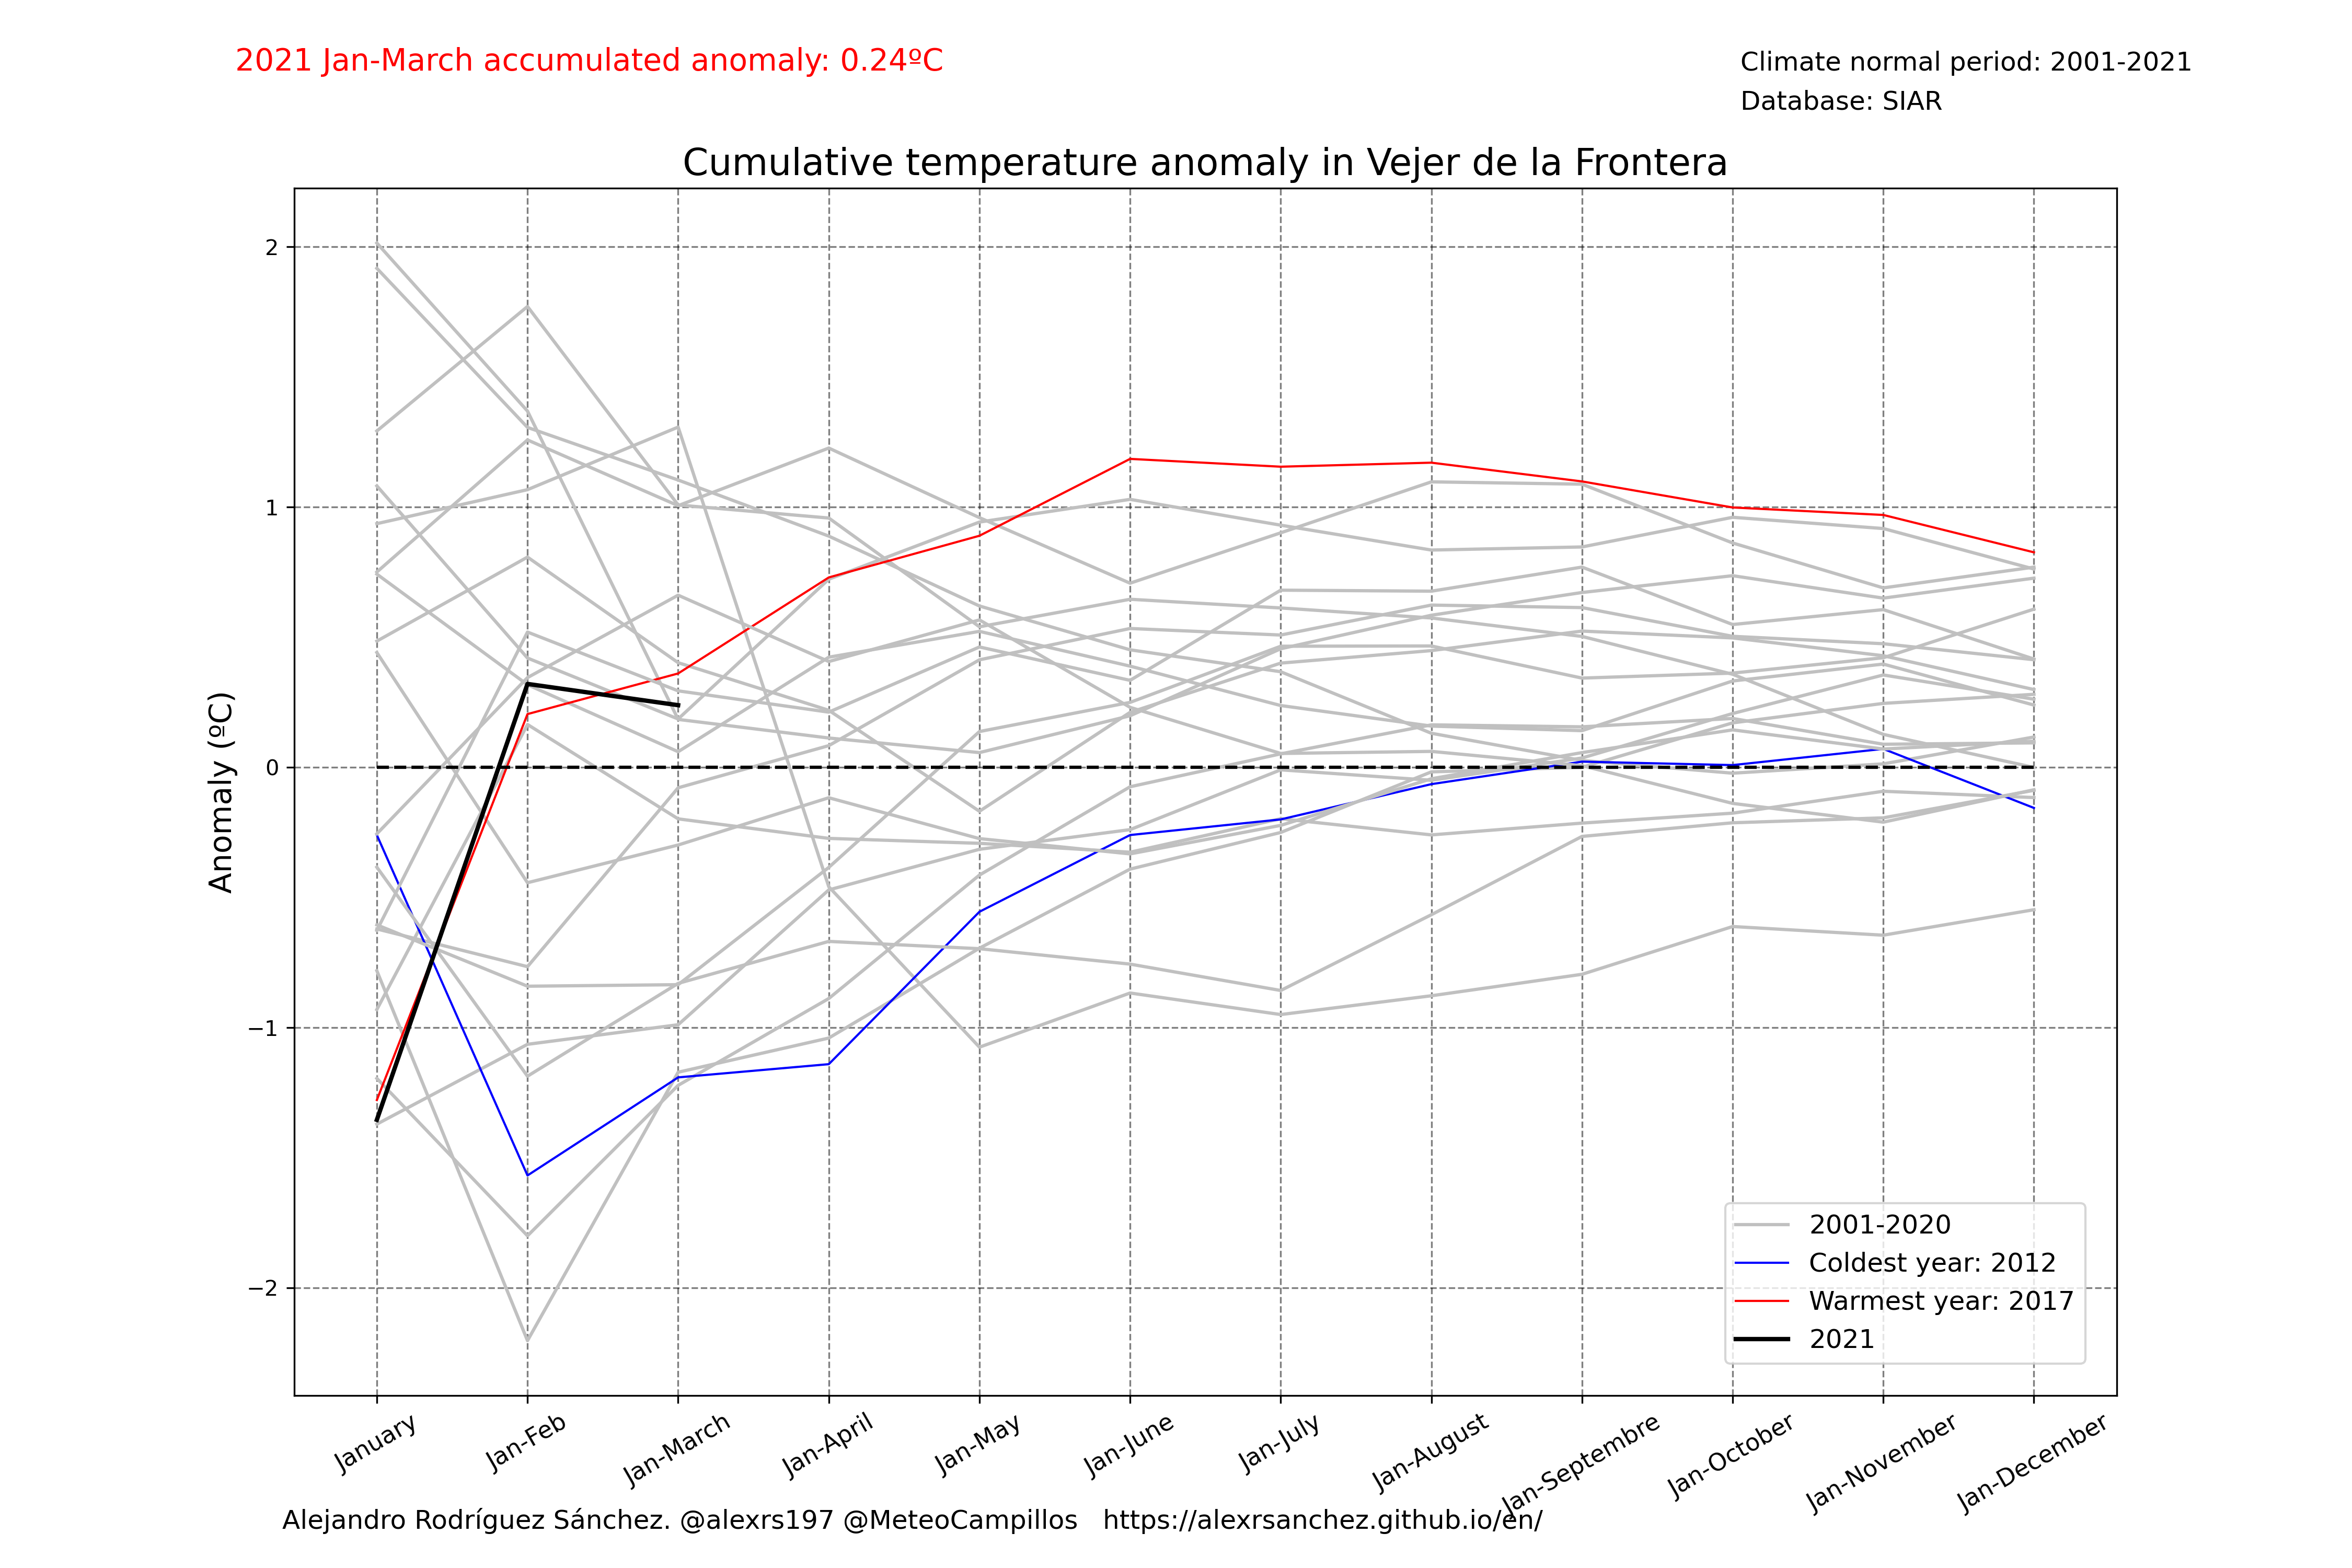 2021 Jan-March accumulated anomaly: 0.24ºC
Climate normal period: 2001-2021
Database: SIAR
Cumulative temperature anomaly in Vejer de la Frontera
Anomaly (ºC)
2
1
0
−1
−2
2001-2020
Coldest year: 2012
Warmest year: 2017
2021
January
Jan-Feb
Jan-March
Jan-April
Jan-May
Jan-June
Jan-July
Jan-August
Jan-Septembre
Jan-October
Jan-November
Jan-December
Alejandro Rodríguez Sánchez. @alexrs197 @MeteoCampillos   https://alexrsanchez.github.io/en/